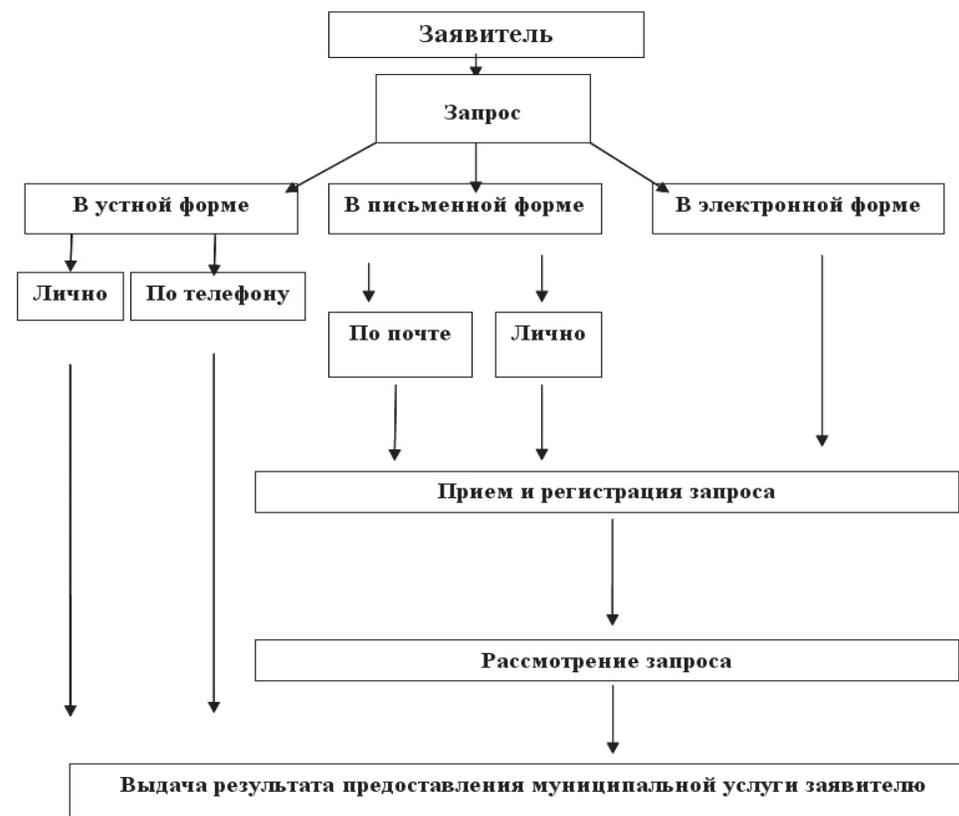 Заявитель
Запрос
В устной форме
В письменной форме
В электронной форме
Лично
По телефону
По почте
Лично
Прием и регистрация запроса
Рассмотрение запроса
Выдача результата предоставления муниципальной услуги заявителю